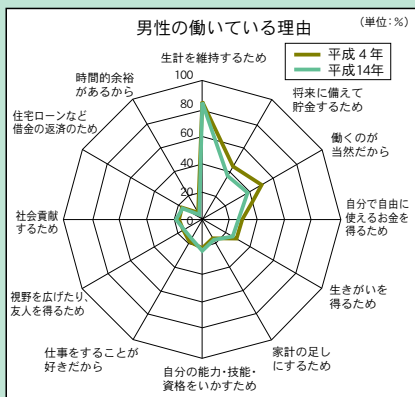 男性の働いている理由
(単位:%)
平成4年
平成14年
生計を維持するため
将来に備えて
貯金するため
働くのが
当然だから
自分で自由に
使えるお金を
得るため
生きがいを
得るため
家計の足し
にするため
自分の能力・技能・
資格をいかすため
仕事をすることが
好きだから
視野を広げたり、
友人を得るため
社会貢献
するため
住宅ローンなど
借金の返済のため
時間的余裕
があるから
100
80
60
40
20
0